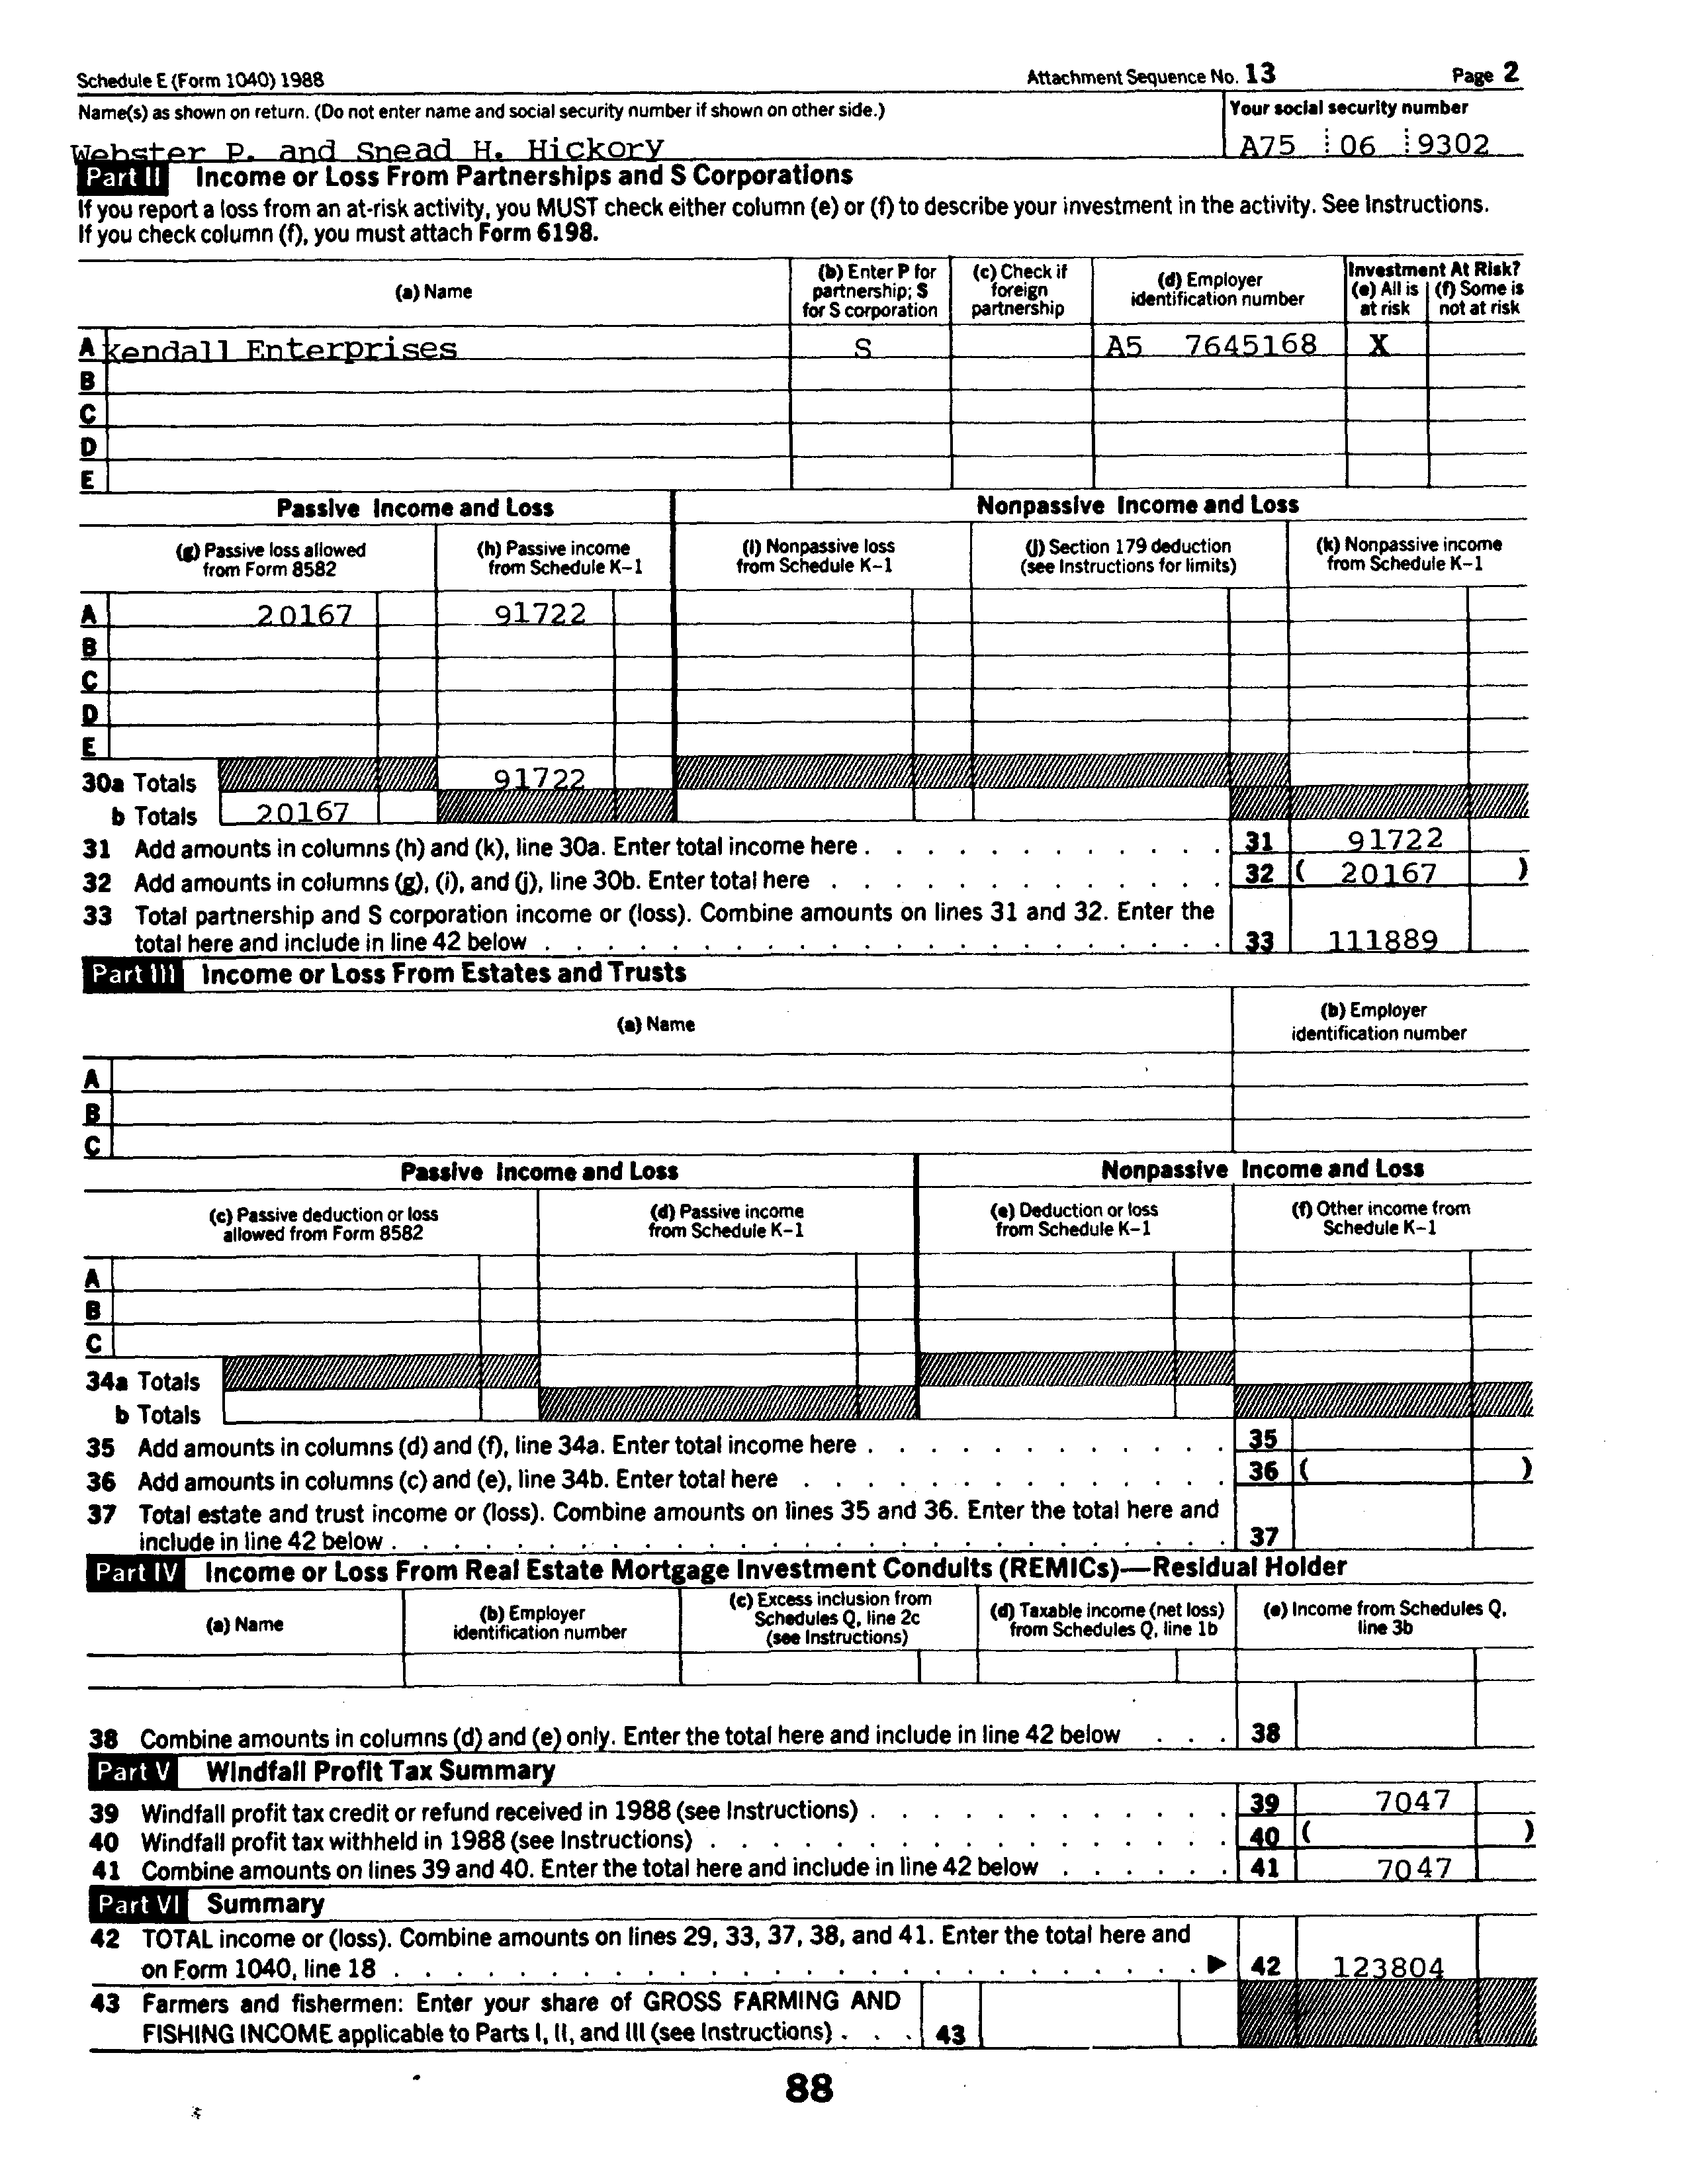 Schedule E (Form 1040) 1988 Attachment Sequence No. 13 Page 2
Name(s) as shown on return. (Do not enter name and social security number if shown on other side.) Your social security number
Webster P. and Snead H. Hickory A75 06 9302
Part II Income or Loss From Partnerships and S Corporations
If you report a loss from an at-risk activity, you MUST check either column (e) or (f) to describe your investment in the activity. See Instructions.
If you check column (f), you must attach Form 6198.
(a) Name (b) Enter P for partnership; S for S corporation (c) Check if foreign partnership (d) Employer identification number Investment At Risk? (e) All is at risk (f) Some is not at risk
A Kendall Enterprises S A5 7645168 X
B
C
D
E
Passive Income and Loss Nonpassive Income and Loss
(g) Passive loss allowed from Form 8582 (h) Passive income from Schedule K-1 (i) Nonpassive loss from Schedule K-1 (j) Section 179 deduction (see Instructions for limits) (k) Nonpassive income from Schedule K-1
A 20167 91722
B
C
D
E
30a Totals 91722
b Totals 20167
31 Add amounts in columns (h) and (k), line 30a. Enter total income here . . . . . . . . . . . . . 31 91722
32 Add amounts in columns (g), (i), and (j), line 30b. Enter total here . . . . . . . . . . . . . . 32 ( 20167 )
33 Total partnership and S corporation income or (loss). Combine amounts on lines 31 and 32. Enter the
total here and include in line 42 below . . . . . . . . . . . . . . . . . . . . . . . 33 111889
Part III Income or Loss From Estates and Trusts
(a) Name (b) Employer identification number
A
B
C
Passive Income and Loss Nonpassive Income and Loss
(c) Passive deduction or loss allowed from Form 8582 (d) Passive income from Schedule K-1 (e) Deduction or loss from Schedule K-1 (f) Other income from Schedule K-1
A
B
C
34a Totals
b Totals
35 Add amounts in columns (d) and (f), line 34a. Enter total income here . . . . . . . . . . . . . 35
36 Add amounts in columns (c) and (e), line 34b. Enter total here . . . . . . . . . . . . . . 36 ( )
37 Total estate and trust income or (loss). Combine amounts on lines 35 and 36. Enter the total here and
include in line 42 below . . . . . . . . . . . . . . . . . . . . . . . . . . . . 37
Part IV Income or Loss From Real Estate Mortgage Investment Conduits (REMICs)—Residual Holder
(a) Name (b) Employer identification number (c) Excess inclusion from Schedules Q, line 2c (see Instructions) (d) Taxable income (net loss) from Schedules Q, line 1b (e) Income from Schedules Q, line 3b
38 Combine amounts in columns (d) and (e) only. Enter the total here and include in line 42 below . . . 38
Part V Windfall Profit Tax Summary
39 Windfall profit tax credit or refund received in 1988 (see Instructions) . . . . . . . . . . . . . 39 7047
40 Windfall profit tax withheld in 1988 (see Instructions) . . . . . . . . . . . . . . . . . . 40 ( )
41 Combine amounts on lines 39 and 40. Enter the total here and include in line 42 below . . . . . . 41 7047
Part VI Summary
42 TOTAL income or (loss). Combine amounts on lines 29, 33, 37, 38, and 41. Enter the total here and
on Form 1040, line 18 . . . . . . . . . . . . . . . . . . . . . . . . . . . . ▶ 42 123804
43 Farmers and fishermen: Enter your share of GROSS FARMING AND
FISHING INCOME applicable to Parts I, II, and III (see Instructions) . . . 43
88